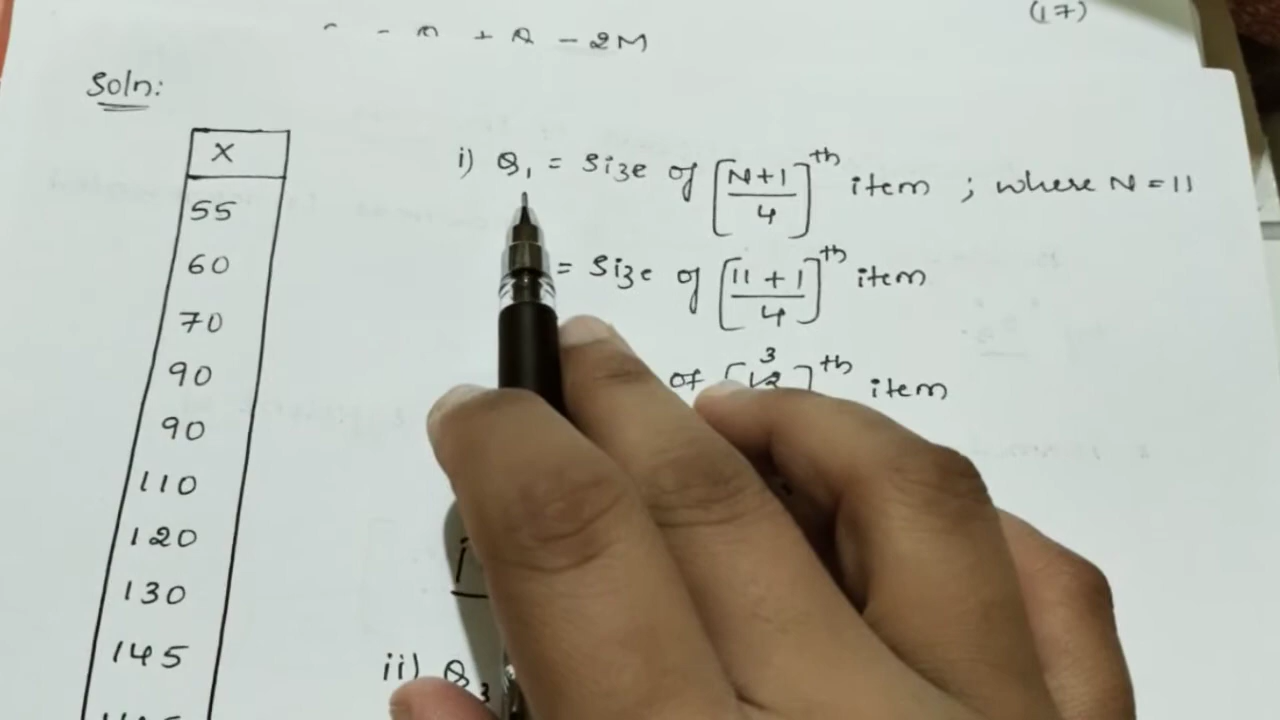 (17)
- Q + Q - 2M
Soln:
X
55
60
70
90
90
110
120
130
145
i) Q₁ = Size of [N+1/4]th item ; where N = 11
= Size of [11 + 1/4]th item
of [12]th item
3
ii) Q₃